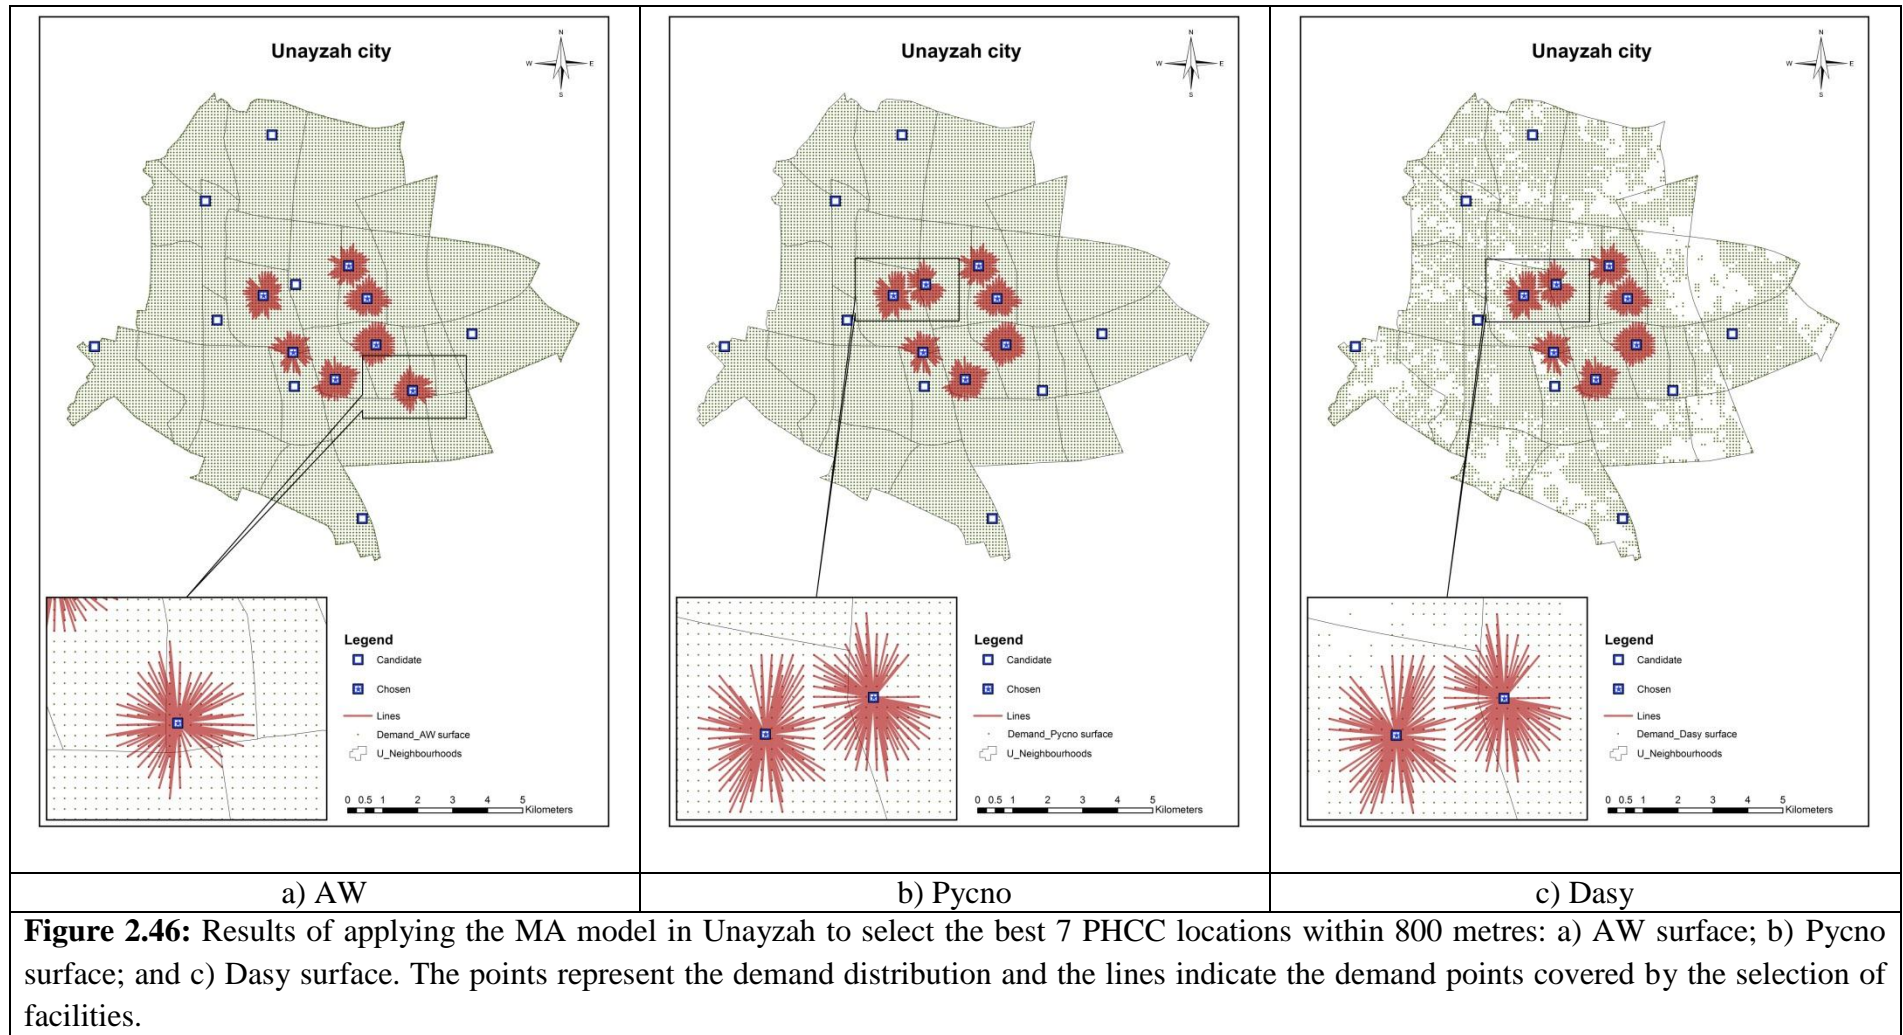 Unayzah city
N
W
E
S
Legend
Candidate
Chosen
Lines
Demand_AW surface
U_Neighbourhoods
0 0.5 1 2 3 4 5
Kilometers
a) AW
Unayzah city
N
W
E
S
Legend
Candidate
Chosen
Lines
Demand_Pycno surface
U_Neighbourhoods
0 0.5 1 2 3 4 5
Kilometers
b) Pycno
Unayzah city
N
W
E
S
Legend
Candidate
Chosen
Lines
Demand_Dasy surface
U_Neighbourhoods
0 0.5 1 2 3 4 5
Kilometers
c) Dasy
Figure 2.46: Results of applying the MA model in Unayzah to select the best 7 PHCC locations within 800 metres: a) AW surface; b) Pycno
surface; and c) Dasy surface. The points represent the demand distribution and the lines indicate the demand points covered by the selection of
facilities.